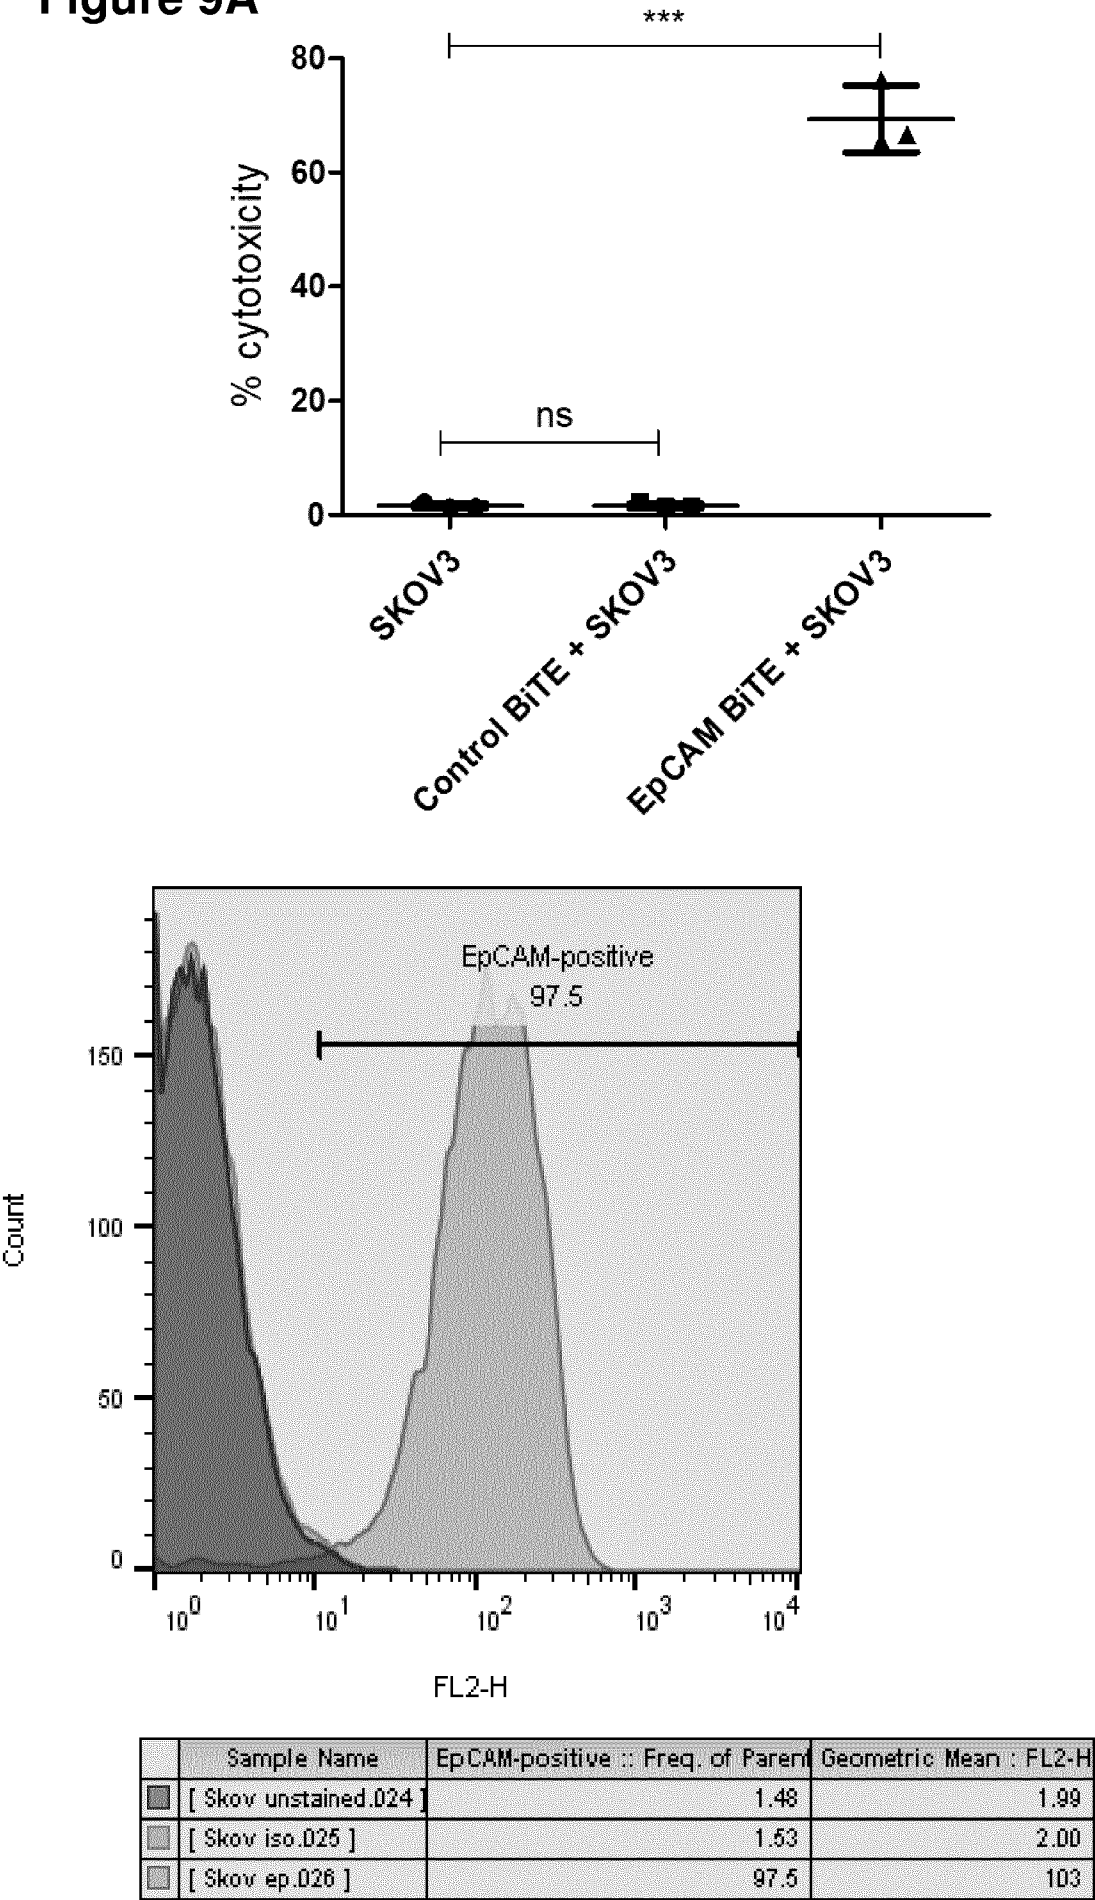 Figure 9A
***
80
60
40
20
0
% cytotoxicity
ns
SKOV3
Control BiTE + SKOV3
EpCAM BiTE + SKOV3
EpCAM-positive
97.5
150
100
50
0
Count
10^0 10^1 10^2 10^3 10^4
FL2-H
Sample Name EpCAM-positive :: Freq. of Parent Geometric Mean : FL2-H
[ Skov unstained.024 ] 1.48 1.99
[ Skov iso.025 ] 1.53 2.00
[ Skov ep.026 ] 97.5 103